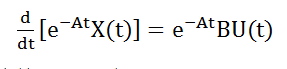 d/dt [e^{-At}X(t)] = e^{-At}BU(t)